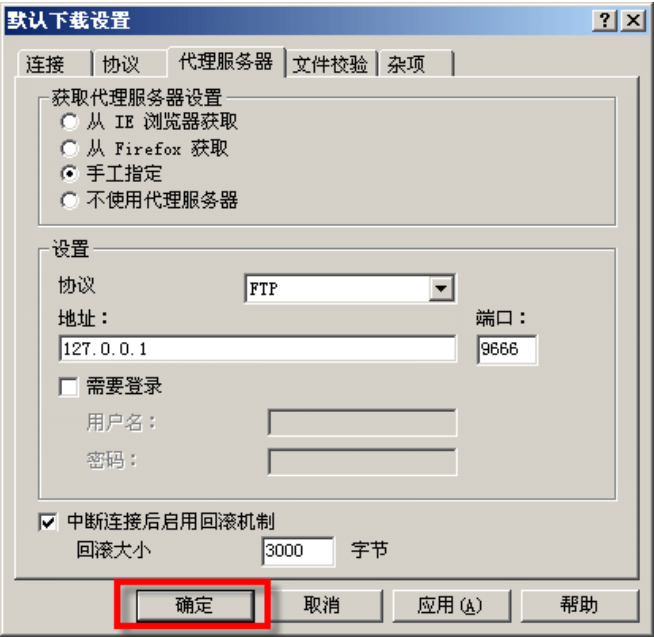 默认下载设置
连接 协议 代理服务器 文件校验 杂项
获取代理服务器设置
从 IE 浏览器获取
从 Firefox 获取
手工指定
不使用代理服务器
设置
协议 FTP
地址： 端口：
127.0.0.1 9666
需要登录
用户名：
密码：
中断连接后启用回滚机制
回滚大小 3000 字节
确定 取消 应用(A) 帮助